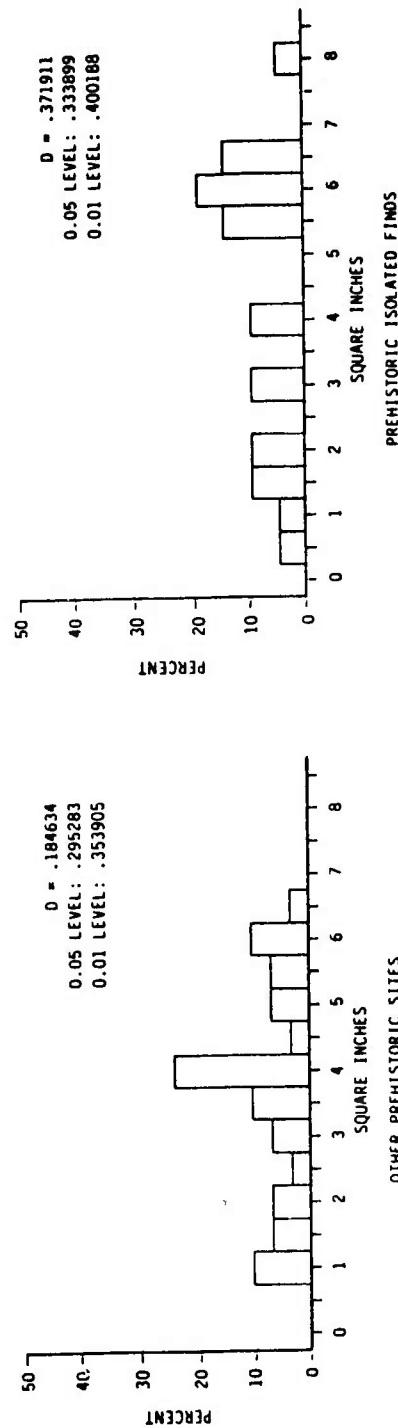 D = .184634
0.05 LEVEL: .295283
0.01 LEVEL: .353905
50
40
30
20
10
0
PERCENT
0 1 2 3 4 5 6 7 8
SQUARE INCHES
OTHER PREHISTORIC SITES
D = .371911
0.05 LEVEL: .333899
0.01 LEVEL: .400188
50
40
30
20
10
0
PERCENT
0 1 2 3 4 5 6 7 8
SQUARE INCHES
PREHISTORIC ISOLATED FINDS